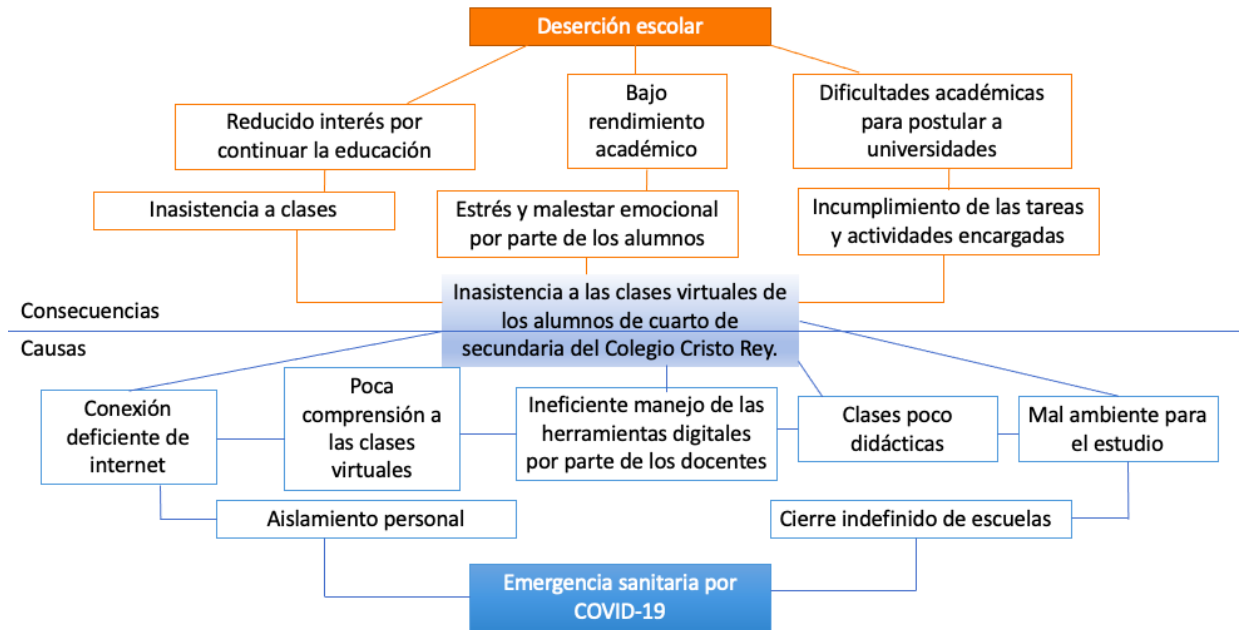 Deserción escolar
Reducido interés por
continuar la educación
Bajo
rendimiento
académico
Dificultades académicas
para postular a
universidades
Inasistencia a clases
Estrés y malestar emocional
por parte de los alumnos
Incumplimiento de las tareas
y actividades encargadas
Inasistencia a las clases virtuales de
los alumnos de cuarto de
secundaria del Colegio Cristo Rey.
Consecuencias
Causas
Conexión
deficiente de
internet
Poca
comprensión a
las clases
virtuales
Ineficiente manejo de las
herramientas digitales
por parte de los docentes
Clases poco
didácticas
Mal ambiente para
el estudio
Aislamiento personal
Cierre indefinido de escuelas
Emergencia sanitaria por
COVID-19